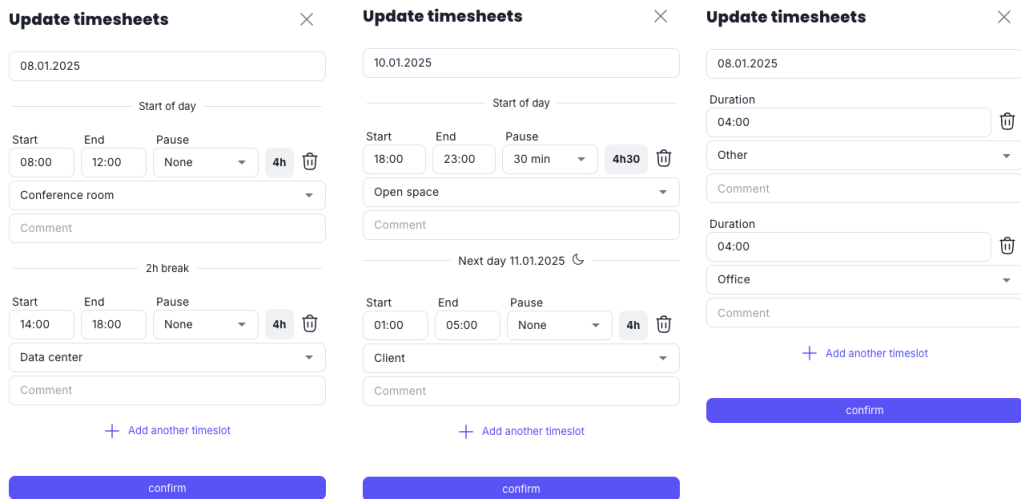 Update timesheets
08.01.2025
Start of day
Start End Pause
08:00 12:00 None 4h
Conference room
Comment
2h break
Start End Pause
14:00 18:00 None 4h
Data center
Comment
Add another timeslot
confirm
Update timesheets
10.01.2025
Start of day
Start End Pause
18:00 23:00 30 min 4h30
Open space
Comment
Next day 11.01.2025
Start End Pause
01:00 05:00 None 4h
Client
Comment
Add another timeslot
confirm
Update timesheets
08.01.2025
Duration
04:00
Other
Comment
Duration
04:00
Office
Comment
Add another timeslot
confirm